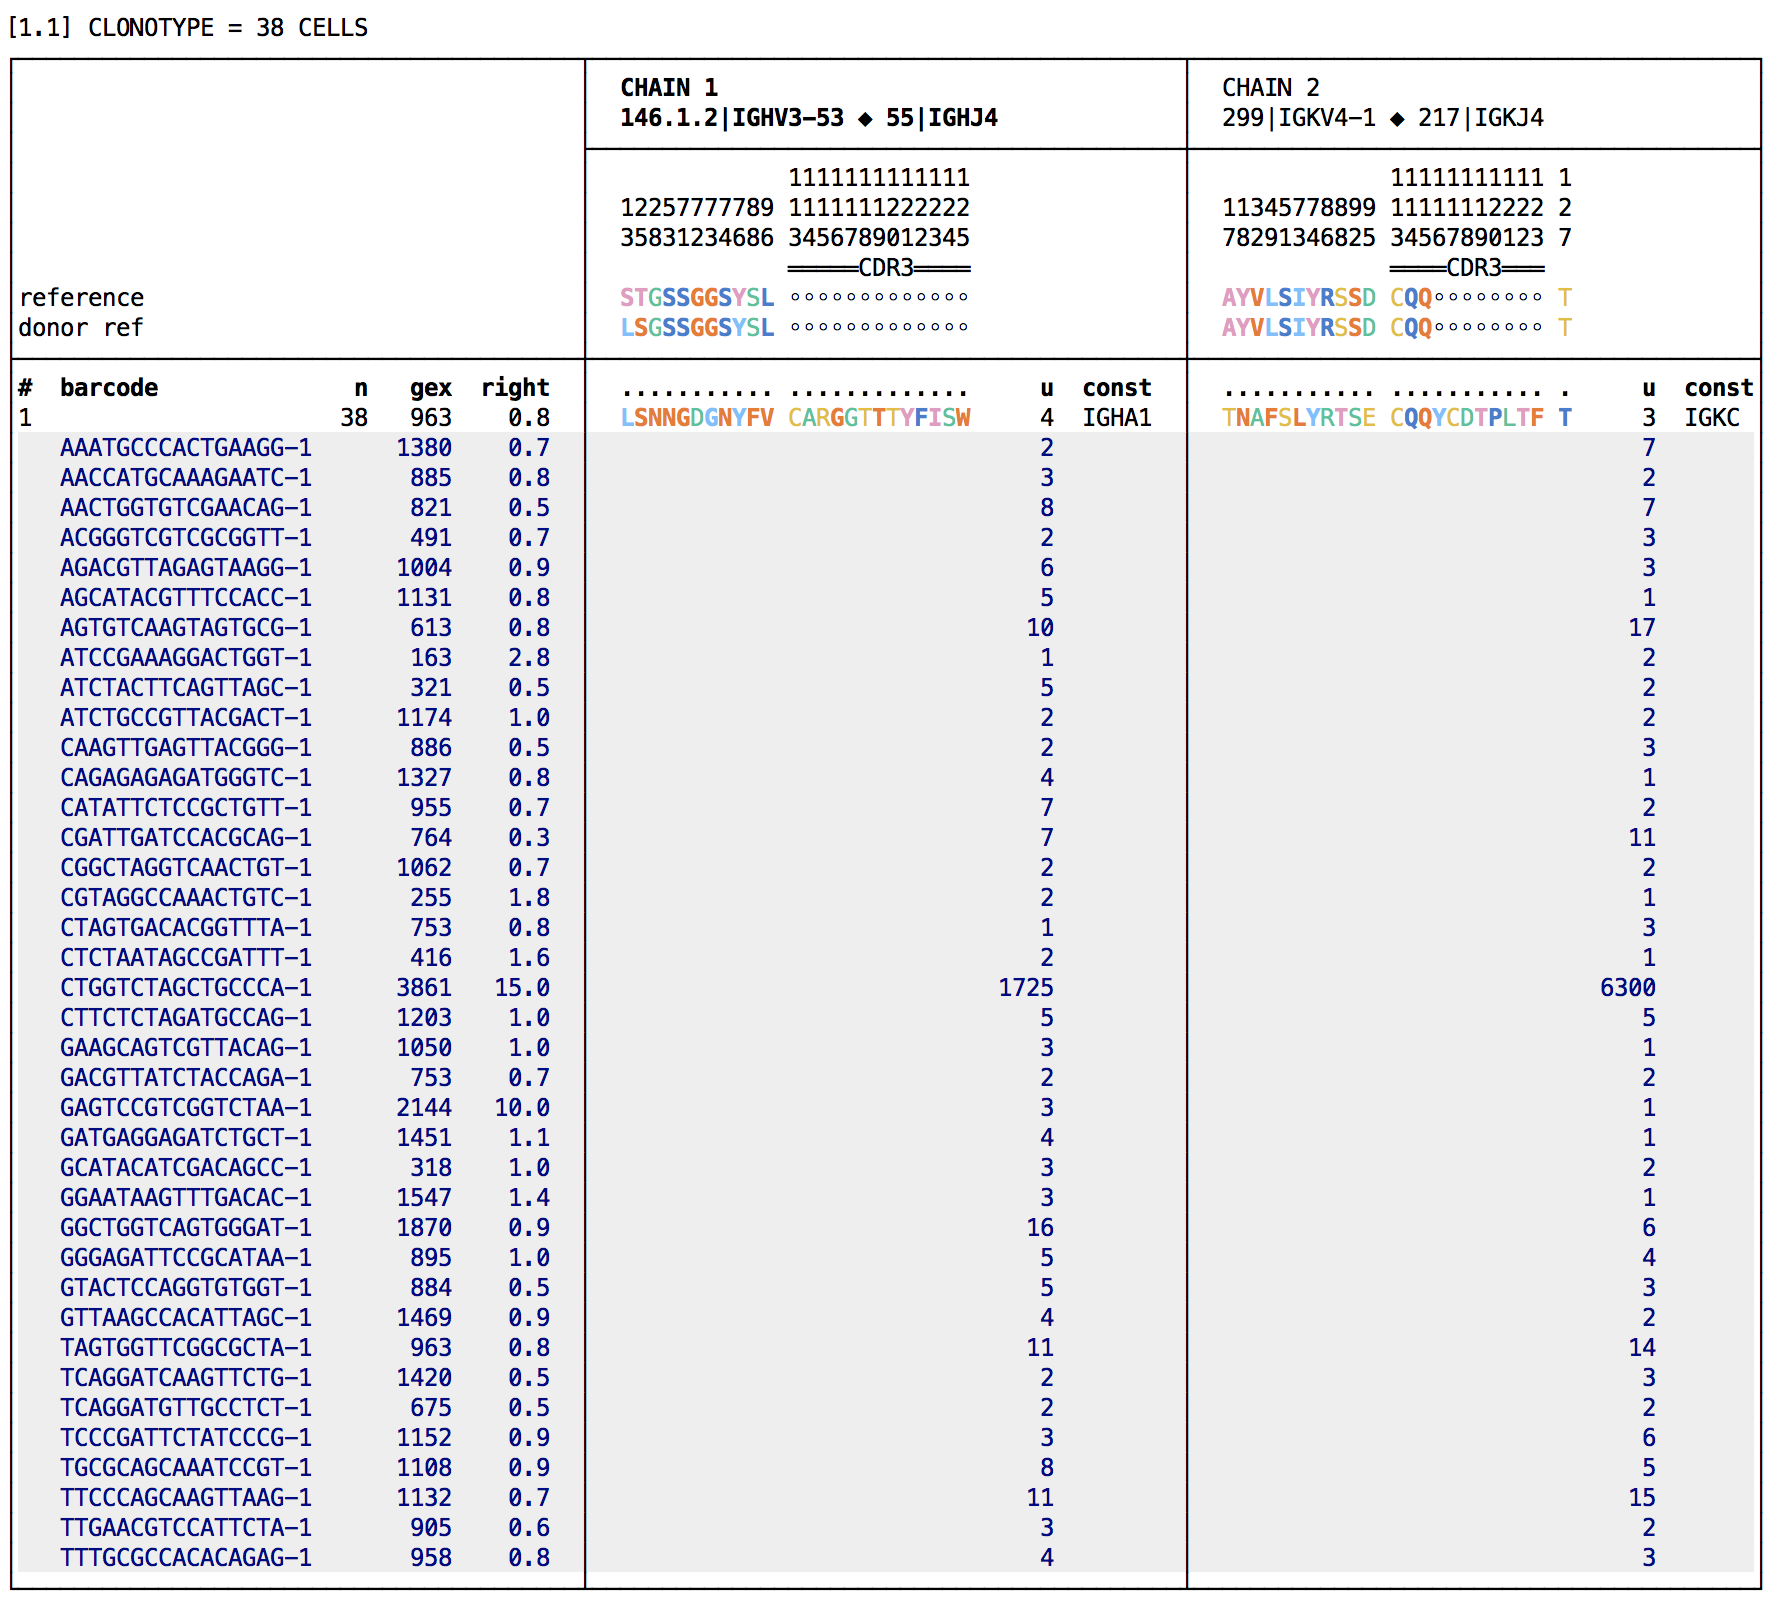 [1.1] CLONOTYPE = 38 CELLS
CHAIN 1 CHAIN 2
146.1.2|IGHV3−53 ◆ 55|IGHJ4 299|IGKV4−1 ◆ 217|IGKJ4
1111111111111 11111111111 1
12257777789 1111111222222 11345778899 11111112222 2
35831234686 3456789012345 78291346825 34567890123 7
═════CDR3════ ════CDR3═══
reference STGSSGGSYSL ◦◦◦◦◦◦◦◦◦◦◦◦◦ AYVLSIYRSSD CQQ◦◦◦◦◦◦◦◦ T
donor ref LSGSSGGSYSL ◦◦◦◦◦◦◦◦◦◦◦◦◦ AYVLSIYRSSD CQQ◦◦◦◦◦◦◦◦ T
# barcode n gex right ........... ............. u const ........... ........... . u const
1 38 963 0.8 LSNNGDGNYFV CARGGTTTYFISW 4 IGHA1 TNAFSLYRTSE CQQYCDTPLTF T 3 IGKC
AAATGCCCACTGAAGG−1 1380 0.7 2 7
AACCATGCAAAGAATC−1 885 0.8 3 2
AACTGGTGTCGAACAG−1 821 0.5 8 7
ACGGGTCGTCGCGGTT−1 491 0.7 2 3
AGACGTTAGAGTAAGG−1 1004 0.9 6 3
AGCATACGTTTCCACC−1 1131 0.8 5 1
AGTGTCAAGTAGTGCG−1 613 0.8 10 17
ATCCGAAAGGACTGGT−1 163 2.8 1 2
ATCTACTTCAGTTAGC−1 321 0.5 5 2
ATCTGCCGTTACGACT−1 1174 1.0 2 2
CAAGTTGAGTTACGGG−1 886 0.5 2 3
CAGAGAGAGATGGGTC−1 1327 0.8 4 1
CATATTCTCCGCTGTT−1 955 0.7 7 2
CGATTGATCCACGCAG−1 764 0.3 7 11
CGGCTAGGTCAACTGT−1 1062 0.7 2 2
CGTAGGCCAAACTGTC−1 255 1.8 2 1
CTAGTGACACGGTTTA−1 753 0.8 1 3
CTCTAATAGCCGATTT−1 416 1.6 2 1
CTGGTCTAGCTGCCCA−1 3861 15.0 1725 6300
CTTCTCTAGATGCCAG−1 1203 1.0 5 5
GAAGCAGTCGTTACAG−1 1050 1.0 3 1
GACGTTATCTACCAGA−1 753 0.7 2 2
GAGTCCGTCGGTCTAA−1 2144 10.0 3 1
GATGAGGAGATCTGCT−1 1451 1.1 4 1
GCATACATCGACAGCC−1 318 1.0 3 2
GGAATAAGTTTGACAC−1 1547 1.4 3 1
GGCTGGTCAGTGGGAT−1 1870 0.9 16 6
GGGAGATTCCGCATAA−1 895 1.0 5 4
GTACTCCAGGTGTGGT−1 884 0.5 5 3
GTTAAGCCACATTAGC−1 1469 0.9 4 2
TAGTGGTTCGGCGCTA−1 963 0.8 11 14
TCAGGATCAAGTTCTG−1 1420 0.5 2 3
TCAGGATGTTGCCTCT−1 675 0.5 2 2
TCCCGATTCTATCCCG−1 1152 0.9 3 6
TGCGCAGCAAATCCGT−1 1108 0.9 8 5
TTCCCAGCAAGTTAAG−1 1132 0.7 11 15
TTGAACGTCCATTCTA−1 905 0.6 3 2
TTTGCGCCACACAGAG−1 958 0.8 4 3